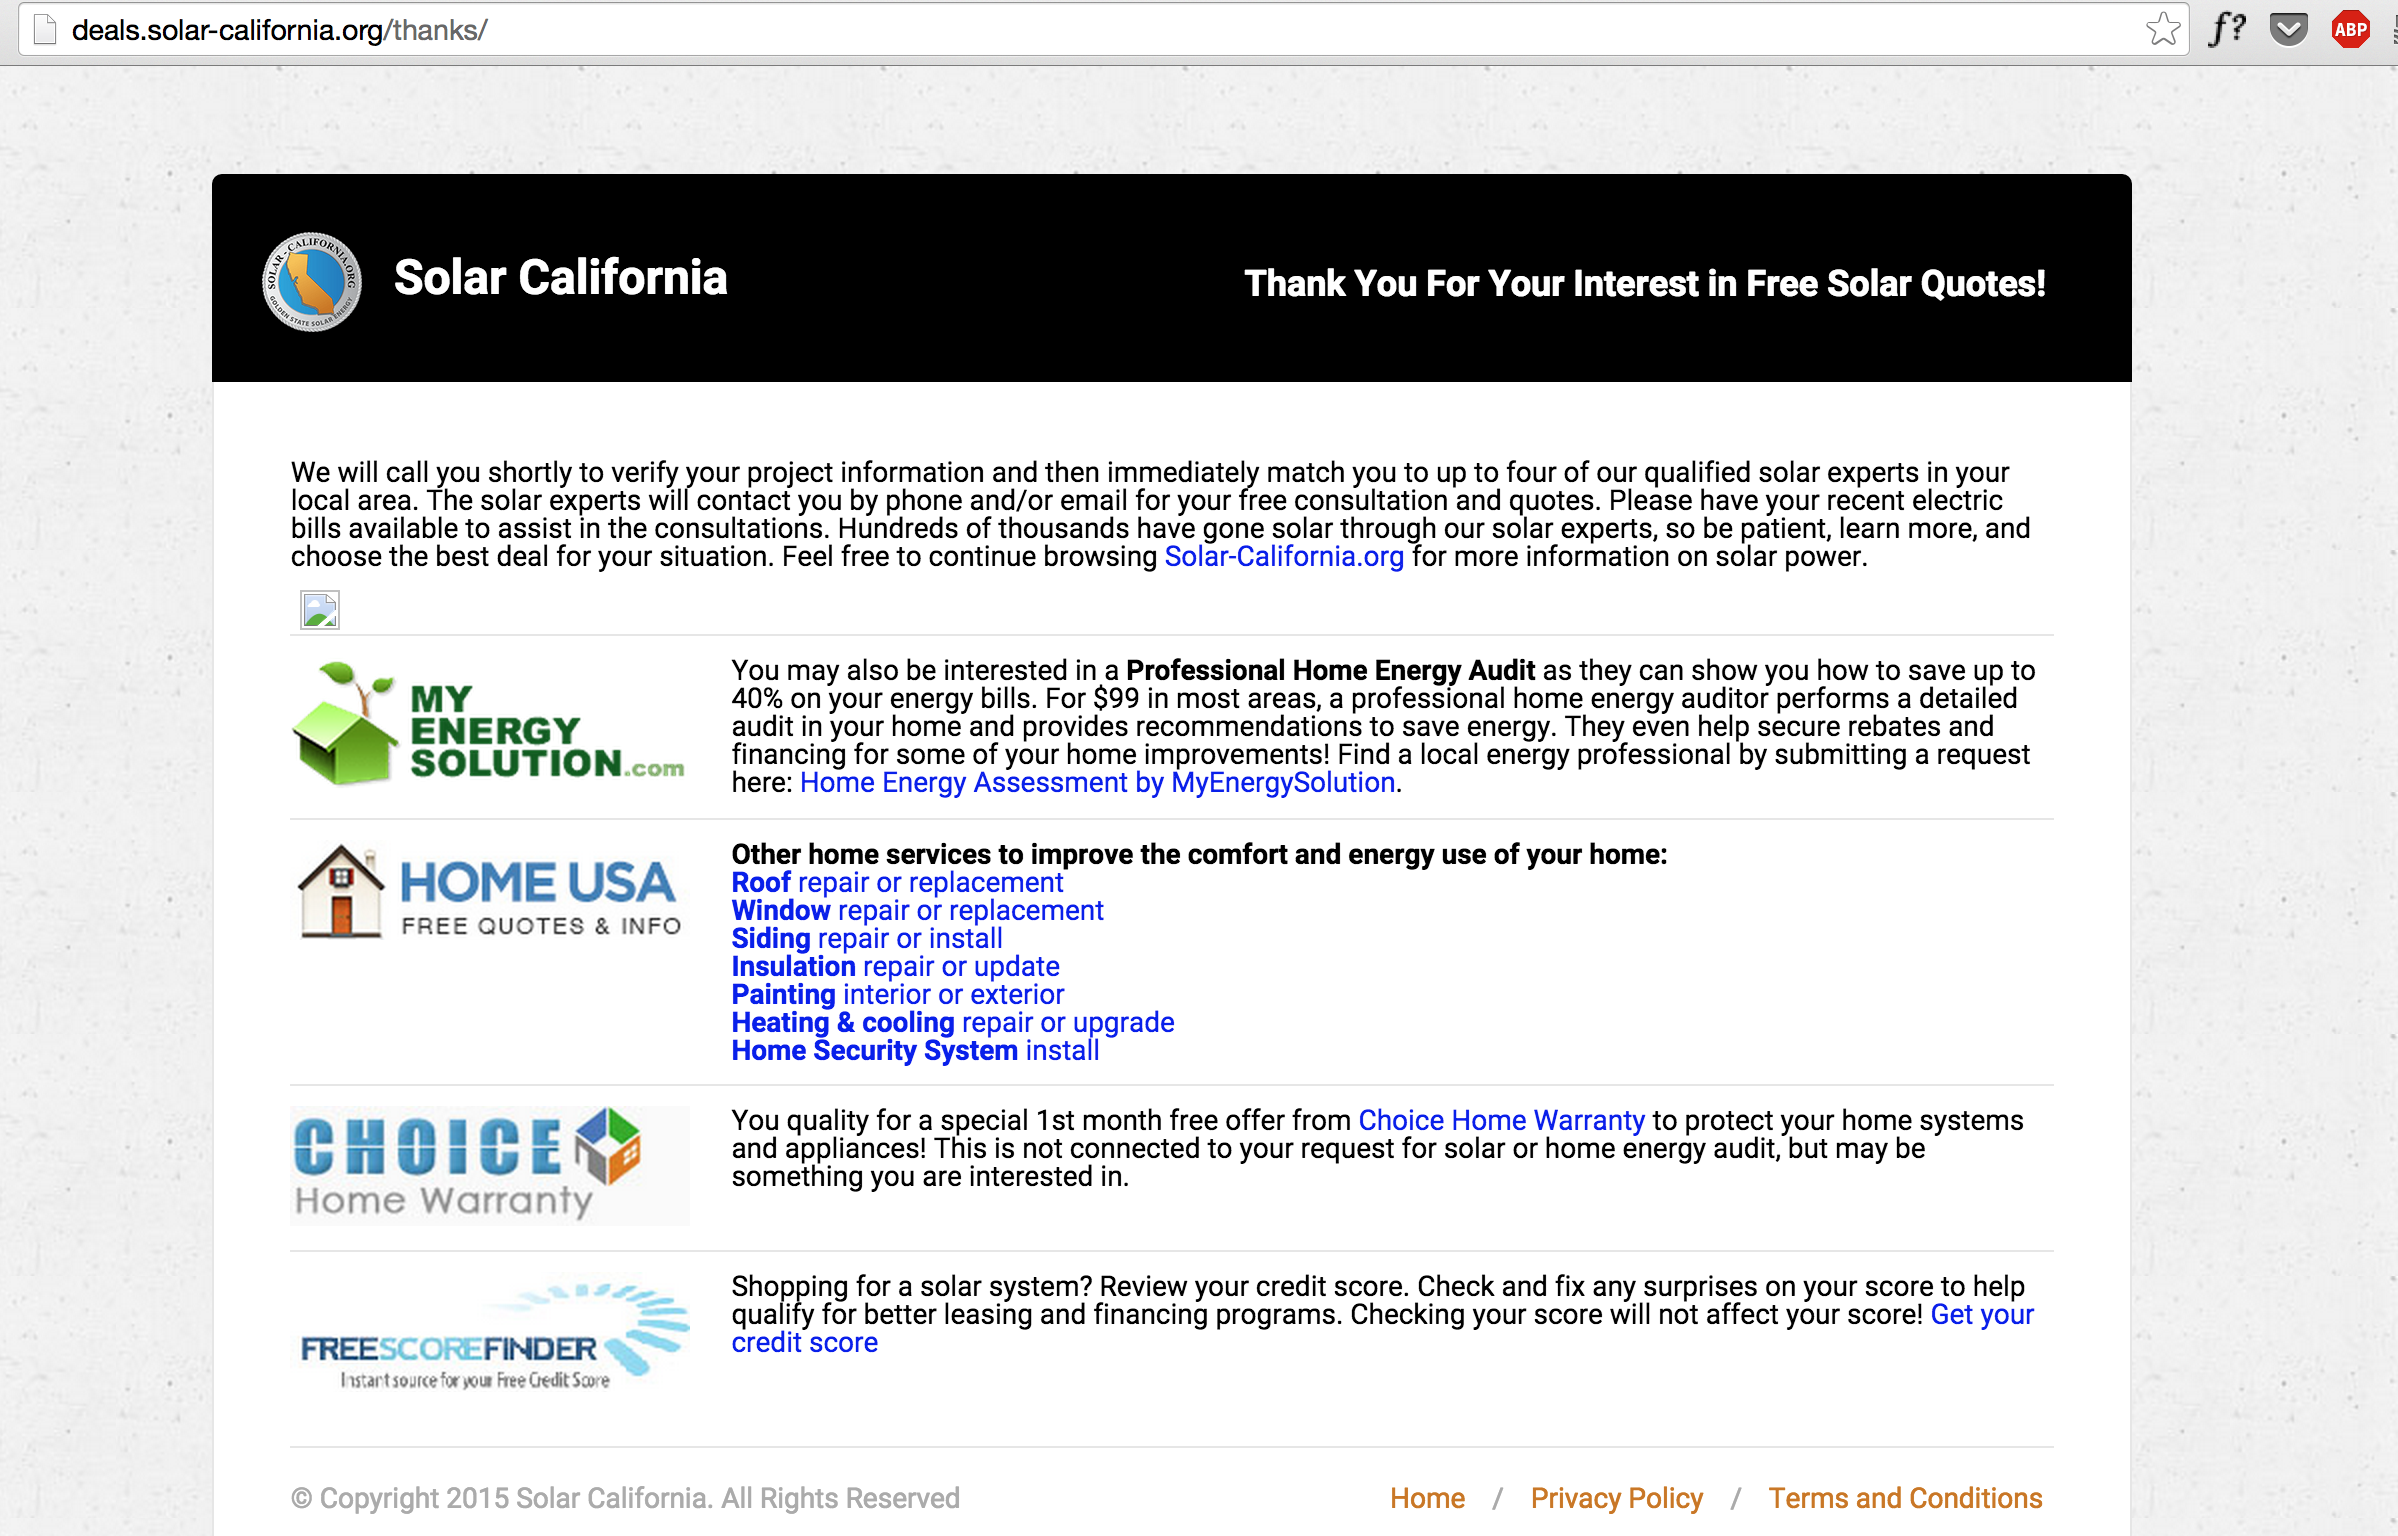 deals.solar-california.org/thanks/
f?
ABP
SOLAR-CALIFORNIA.ORG
GOLDEN STATE SOLAR ENERGY
Solar California
Thank You For Your Interest in Free Solar Quotes!
We will call you shortly to verify your project information and then immediately match you to up to four of our qualified solar experts in your
local area. The solar experts will contact you by phone and/or email for your free consultation and quotes. Please have your recent electric
bills available to assist in the consultations. Hundreds of thousands have gone solar through our solar experts, so be patient, learn more, and
choose the best deal for your situation. Feel free to continue browsing Solar-California.org for more information on solar power.
MY
ENERGY
SOLUTION.com
You may also be interested in a Professional Home Energy Audit as they can show you how to save up to
40% on your energy bills. For $99 in most areas, a professional home energy auditor performs a detailed
audit in your home and provides recommendations to save energy. They even help secure rebates and
financing for some of your home improvements! Find a local energy professional by submitting a request
here: Home Energy Assessment by MyEnergySolution.
HOME USA
FREE QUOTES & INFO
Other home services to improve the comfort and energy use of your home:
Roof repair or replacement
Window repair or replacement
Siding repair or install
Insulation repair or update
Painting interior or exterior
Heating & cooling repair or upgrade
Home Security System install
CHOICE
Home Warranty
You quality for a special 1st month free offer from Choice Home Warranty to protect your home systems
and appliances! This is not connected to your request for solar or home energy audit, but may be
something you are interested in.
FREESCOREFINDER
Instant source for your Free Credit Score
Shopping for a solar system? Review your credit score. Check and fix any surprises on your score to help
qualify for better leasing and financing programs. Checking your score will not affect your score! Get your
credit score
© Copyright 2015 Solar California. All Rights Reserved
Home / Privacy Policy / Terms and Conditions